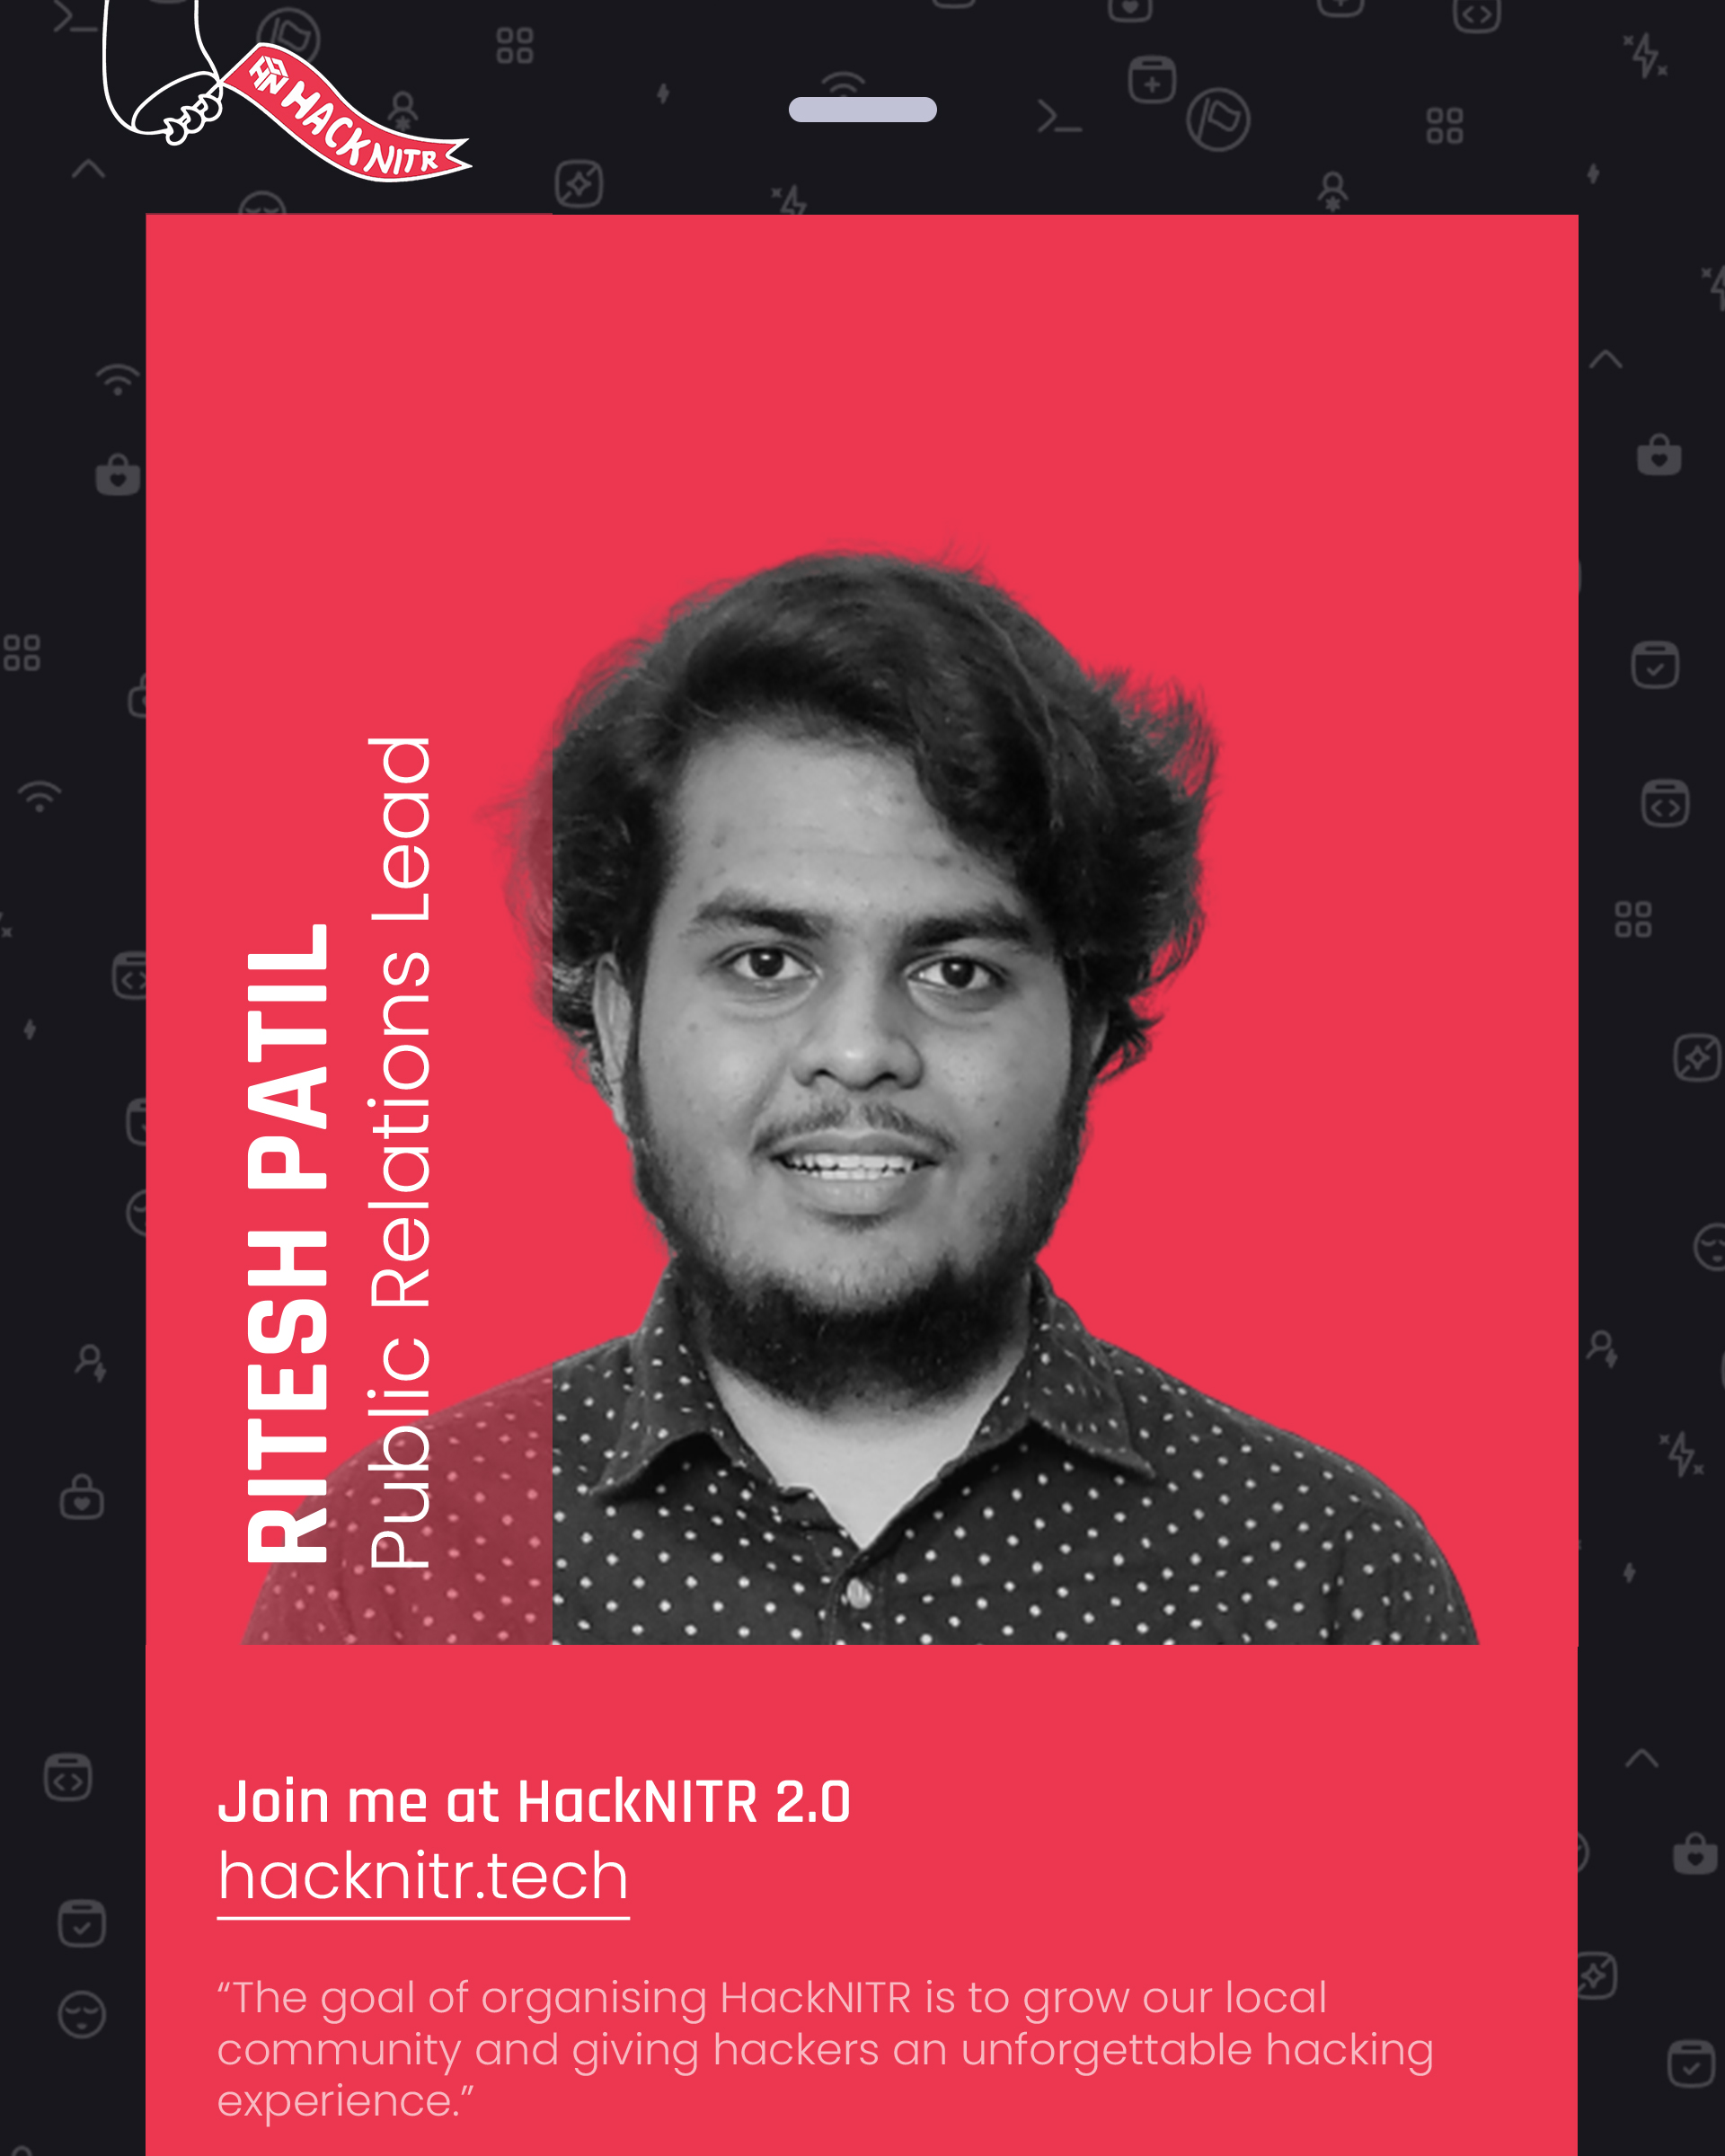 HACKNITR
RITESH PATIL
Public Relations Lead
Join me at HackNITR 2.0
hacknitr.tech
“The goal of organising HackNITR is to grow our local
community and giving hackers an unforgettable hacking
experience.”